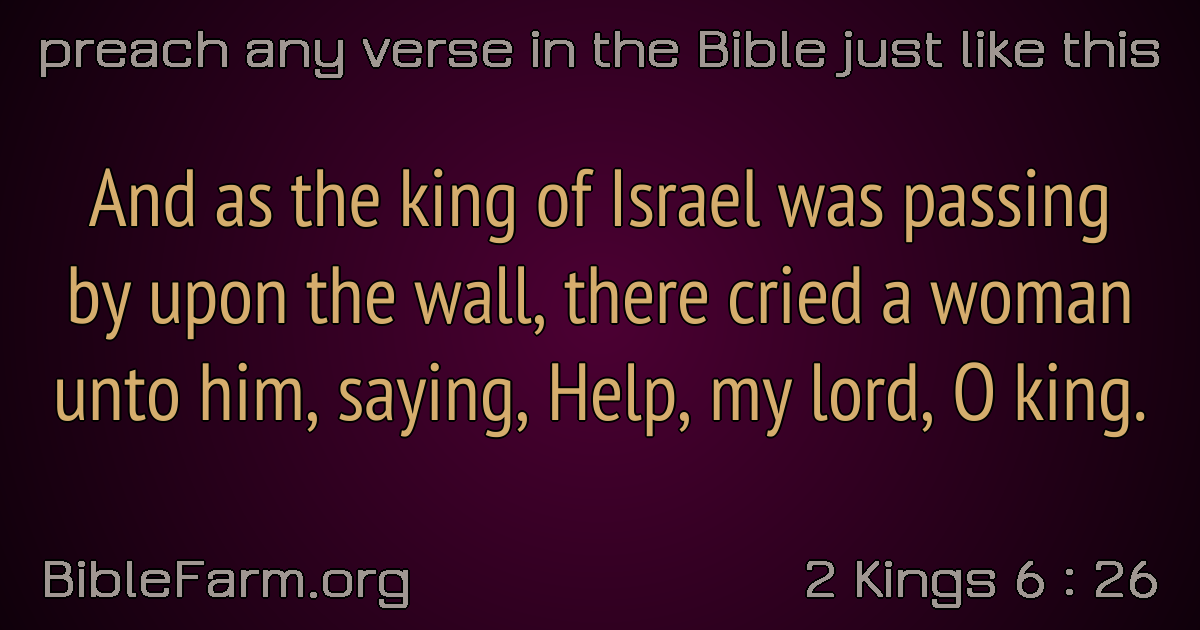 preach any verse in the Bible just like this
And as the king of Israel was passing
by upon the wall, there cried a woman
unto him, saying, Help, my lord, O king.
BibleFarm.org
2 Kings 6 : 26